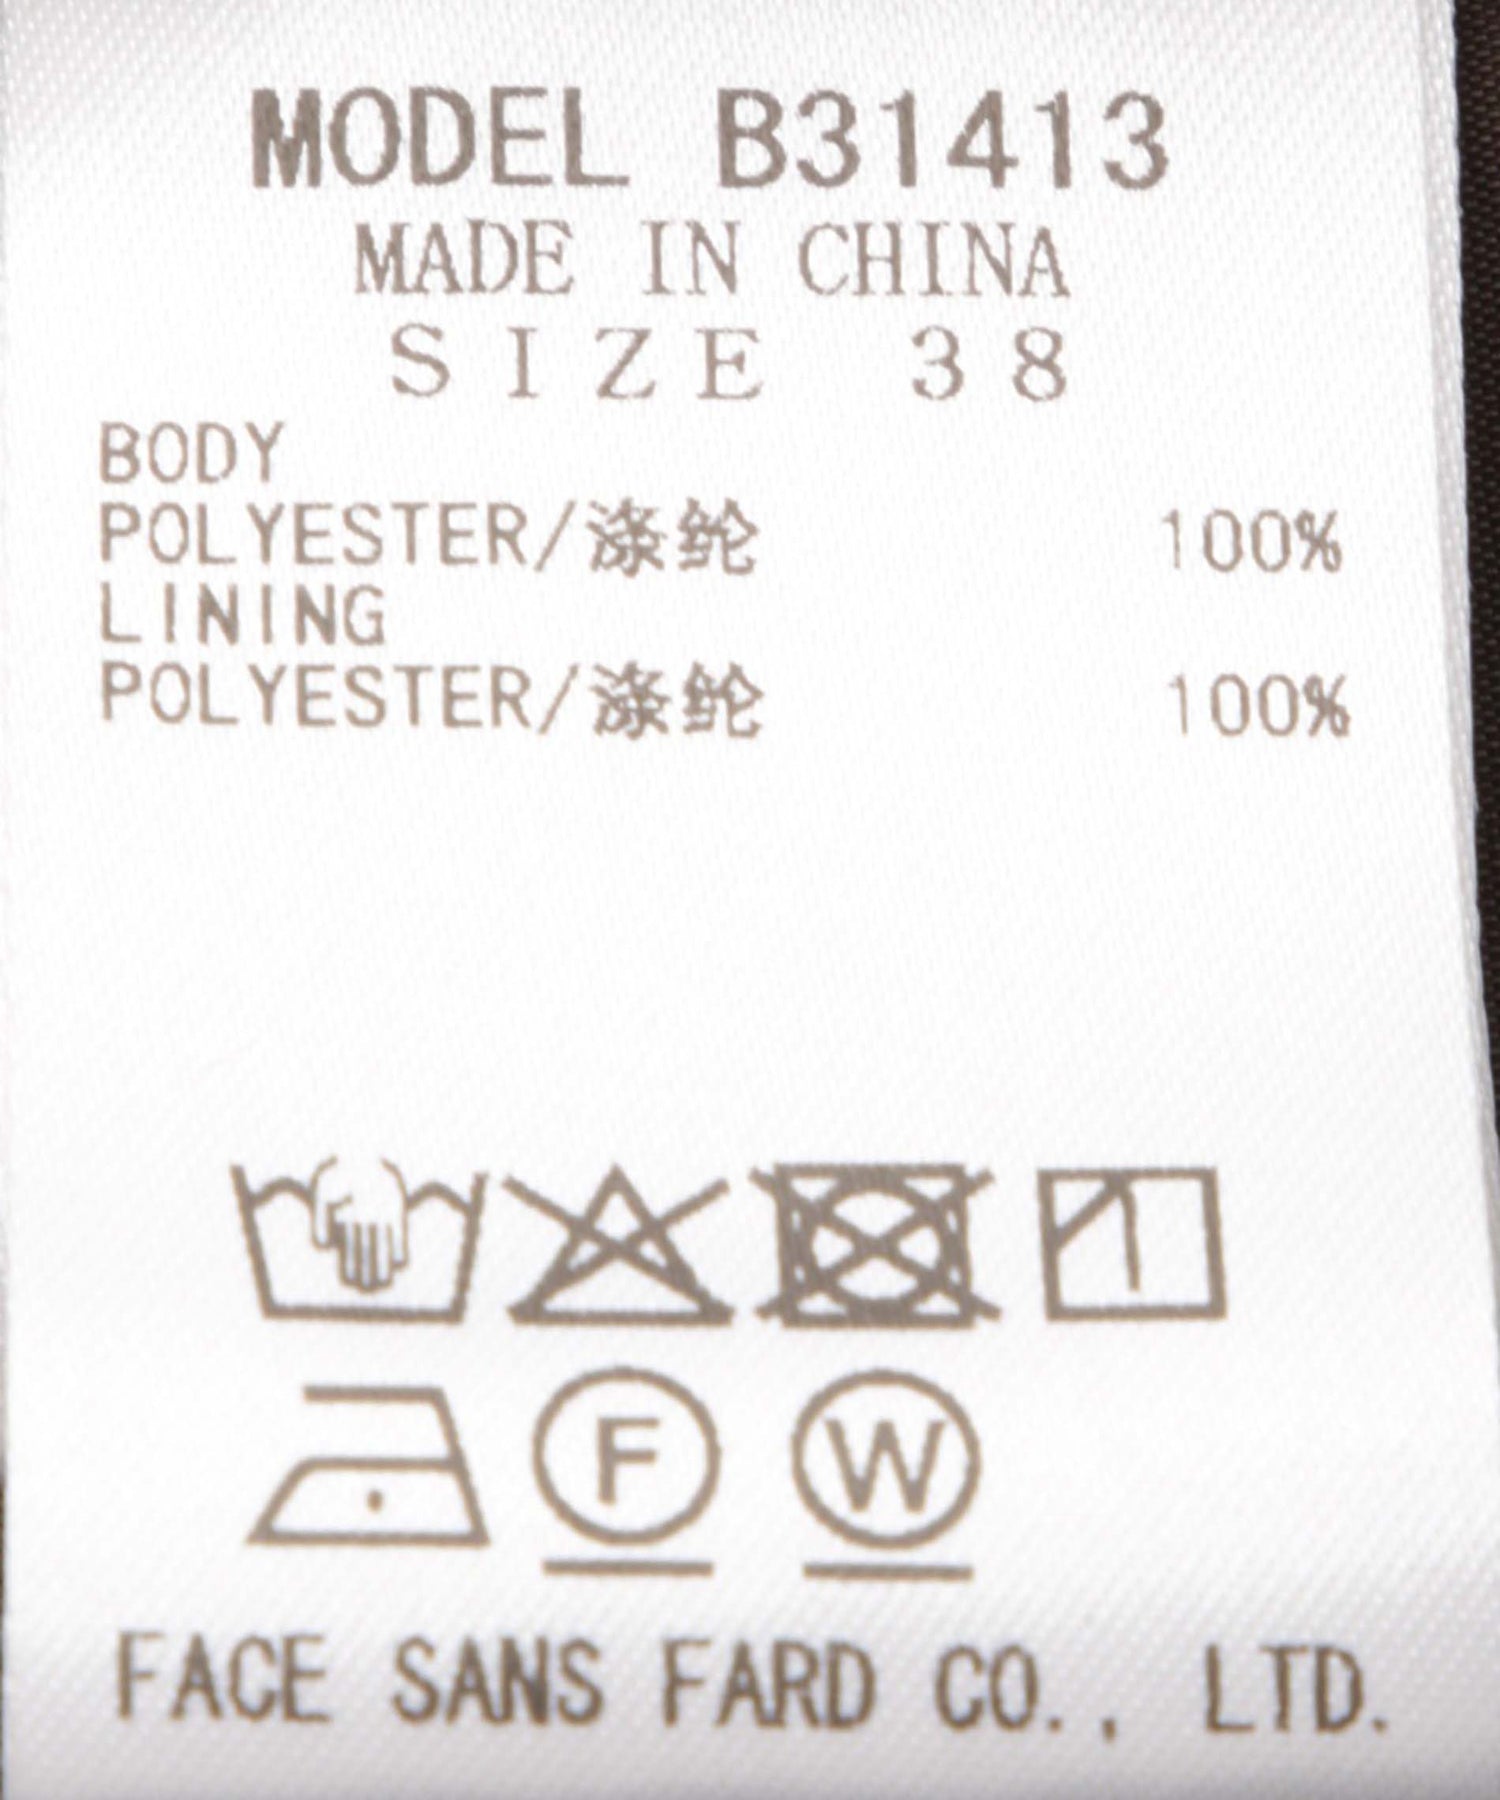 MODEL B31413
MADE IN CHINA
SIZE 38
BODY
POLYESTER/涤纶 100%
LINING
POLYESTER/涤纶 100%
F W
FACE SANS FARD CO., LTD.